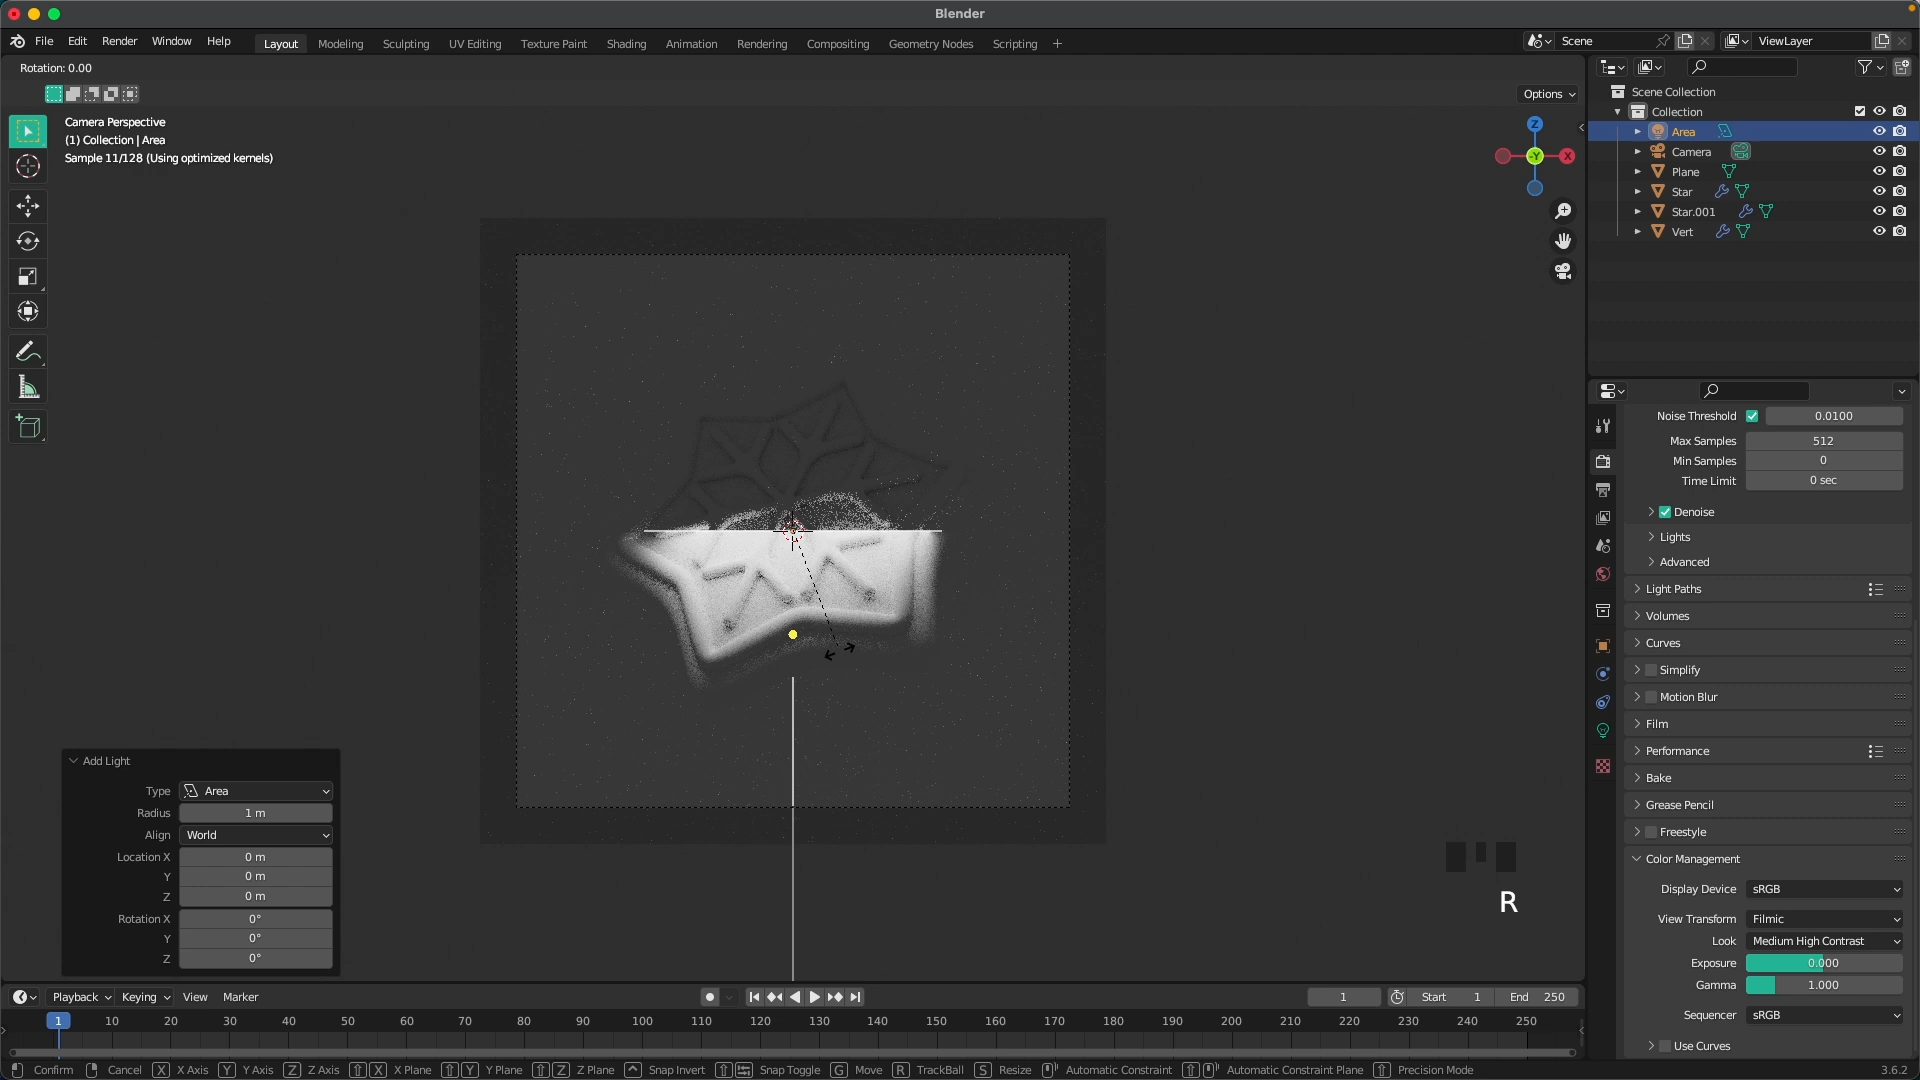 Blender
File Edit Render Window Help Layout Modeling Sculpting UV Editing Texture Paint Shading Animation Rendering Compositing Geometry Nodes Scripting +
Scene ViewLayer
Rotation: 0.00
Options
Camera Perspective
(1) Collection | Area
Sample 11/128 (Using optimized kernels)
Z
-Y
X
Scene Collection
Collection
Area
Camera
Plane
Star
Star.001
Vert
Noise Threshold 0.0100
Max Samples 512
Min Samples 0
Time Limit 0 sec
Denoise
Lights
Advanced
Light Paths
Volumes
Curves
Simplify
Motion Blur
Film
Performance
Bake
Grease Pencil
Freestyle
Color Management
Display Device sRGB
View Transform Filmic
Look Medium High Contrast
Exposure 0.000
Gamma 1.000
Sequencer sRGB
Use Curves
Add Light
Type Area
Radius 1 m
Align World
Location X 0 m
Y 0 m
Z 0 m
Rotation X 0°
Y 0°
Z 0°
R
Playback Keying View Marker 1 Start 1 End 250
1 10 20 30 40 50 60 70 80 90 100 110 120 130 140 150 160 170 180 190 200 210 220 230 240 250
Confirm Cancel X X Axis Y Y Axis Z Z Axis X X Plane Y Y Plane Z Z Plane Snap Invert Snap Toggle G Move R TrackBall S Resize Automatic Constraint Automatic Constraint Plane Precision Mode 3.6.2